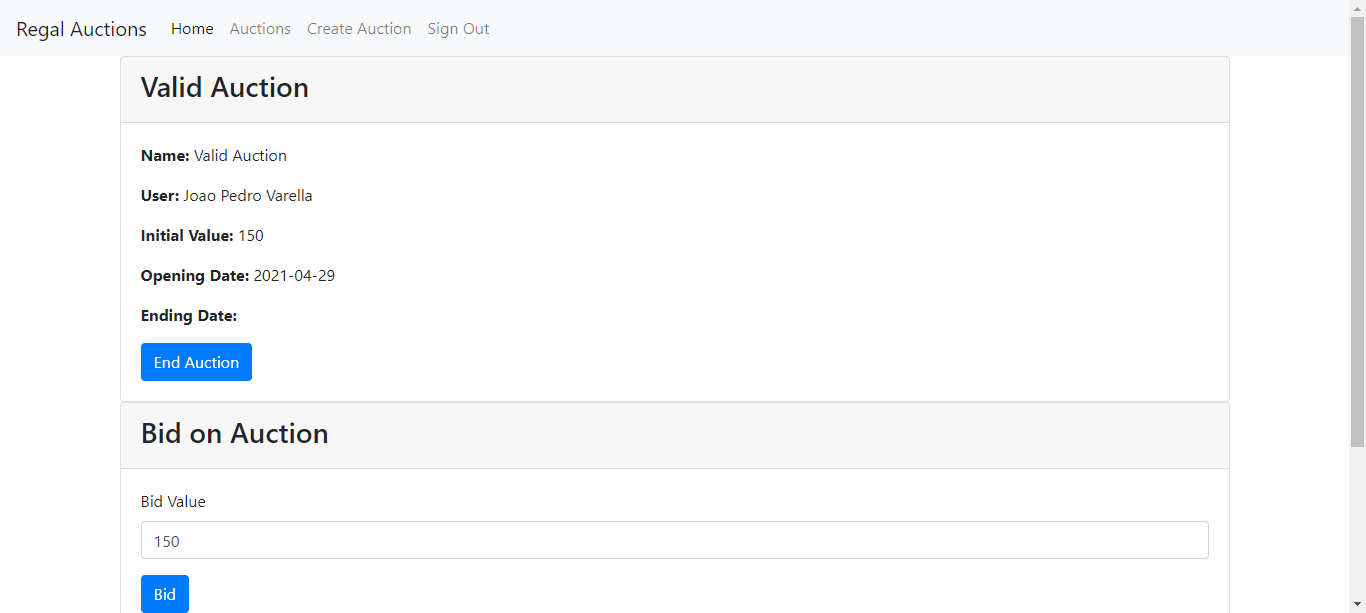 Regal Auctions Home Auctions Create Auction Sign Out
Valid Auction
Name: Valid Auction
User: Joao Pedro Varella
Initial Value: 150
Opening Date: 2021-04-29
Ending Date:
End Auction
Bid on Auction
Bid Value
150
Bid